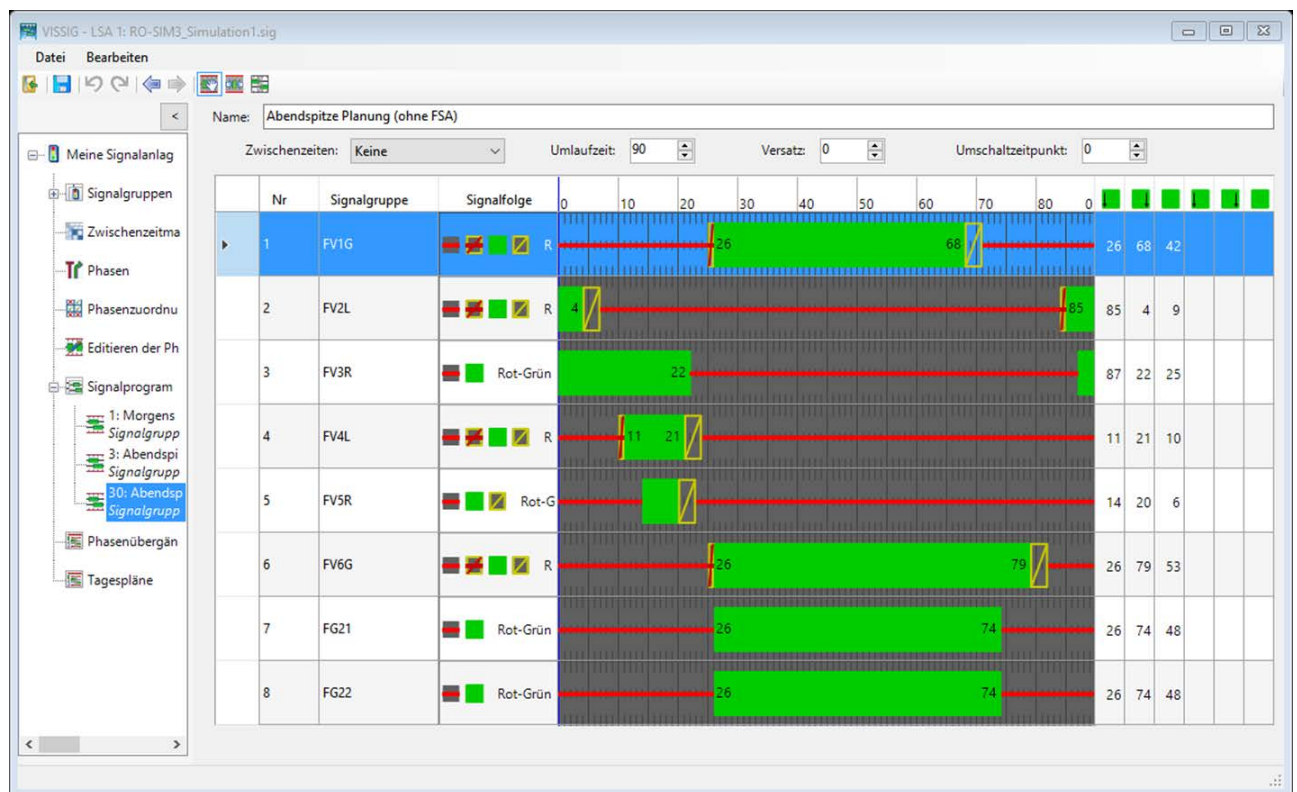 VISSIG - LSA 1: RO-SIM3_Simulation1.sig
Datei Bearbeiten
<
Name: Abendspitze Planung (ohne FSA)
Zwischenzeiten: Keine Umlaufzeit: 90 Versatz: 0 Umschaltzeitpunkt: 0
Meine Signalanlag
Signalgruppen
Zwischenzeitma
Phasen
Phasenzuordnu
Editieren der Ph
Signalprogram
1: Morgens
Signalgrupp
3: Abendspi
Signalgrupp
30: Abendsp
Signalgrupp
Phasenübergän
Tagespläne
Nr Signalgruppe Signalfolge 0 10 20 30 40 50 60 70 80 0
1 FV1G R 26 68 26 68 42
2 FV2L R 4 85 85 4 9
3 FV3R Rot-Grün 22 87 22 25
4 FV4L R 11 21 11 21 10
5 FV5R Rot-G 14 20 6
6 FV6G R 26 79 26 79 53
7 FG21 Rot-Grün 26 74 26 74 48
8 FG22 Rot-Grün 26 74 26 74 48
< >